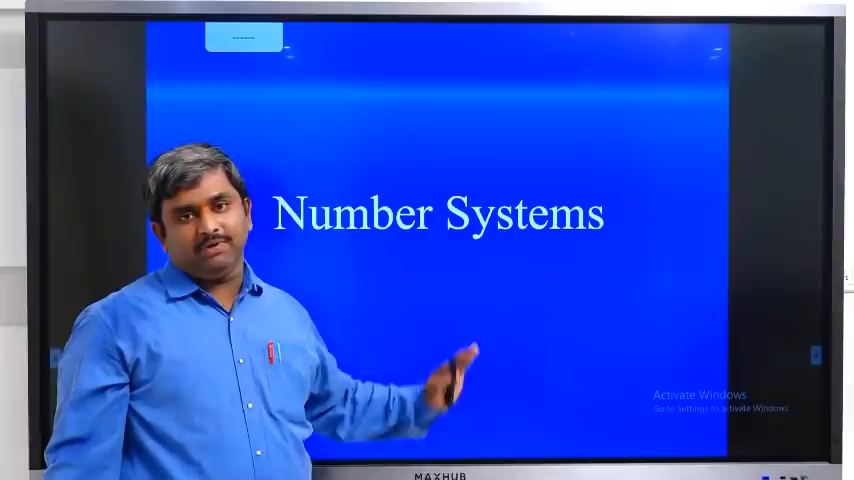 Number Systems
Activate Windows
Go to Settings to activate Windows
MAXHUB